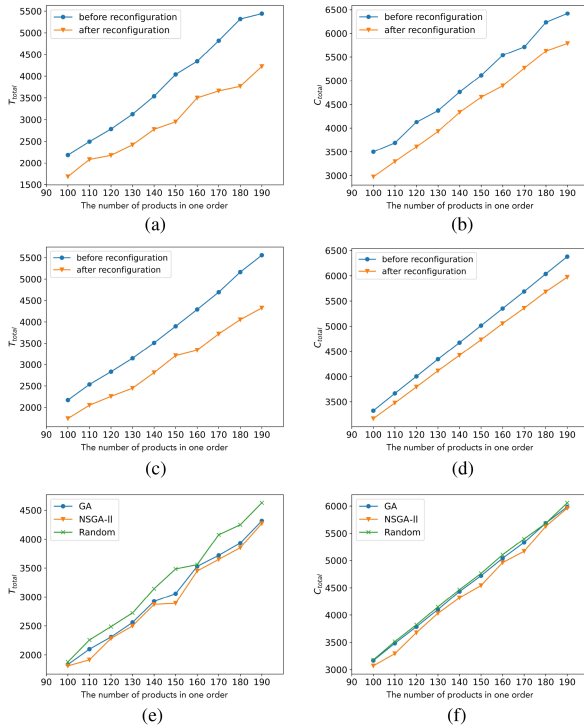 before reconfiguration
after reconfiguration
5500
5000
4500
4000
3500
3000
2500
2000
1500
T_total
90 100 110 120 130 140 150 160 170 180 190
The number of products in one order
(a)
before reconfiguration
after reconfiguration
6500
6000
5500
5000
4500
4000
3500
3000
C_total
90 100 110 120 130 140 150 160 170 180 190
The number of products in one order
(b)
before reconfiguration
after reconfiguration
5500
5000
4500
4000
3500
3000
2500
2000
T_total
90 100 110 120 130 140 150 160 170 180 190
The number of products in one order
(c)
before reconfiguration
after reconfiguration
6500
6000
5500
5000
4500
4000
3500
C_total
90 100 110 120 130 140 150 160 170 180 190
The number of products in one order
(d)
GA
NSGA-II
Random
4500
4000
3500
3000
2500
2000
T_total
90 100 110 120 130 140 150 160 170 180 190
The number of products in one order
(e)
GA
NSGA-II
Random
6000
5500
5000
4500
4000
3500
3000
C_total
90 100 110 120 130 140 150 160 170 180 190
The number of products in one order
(f)